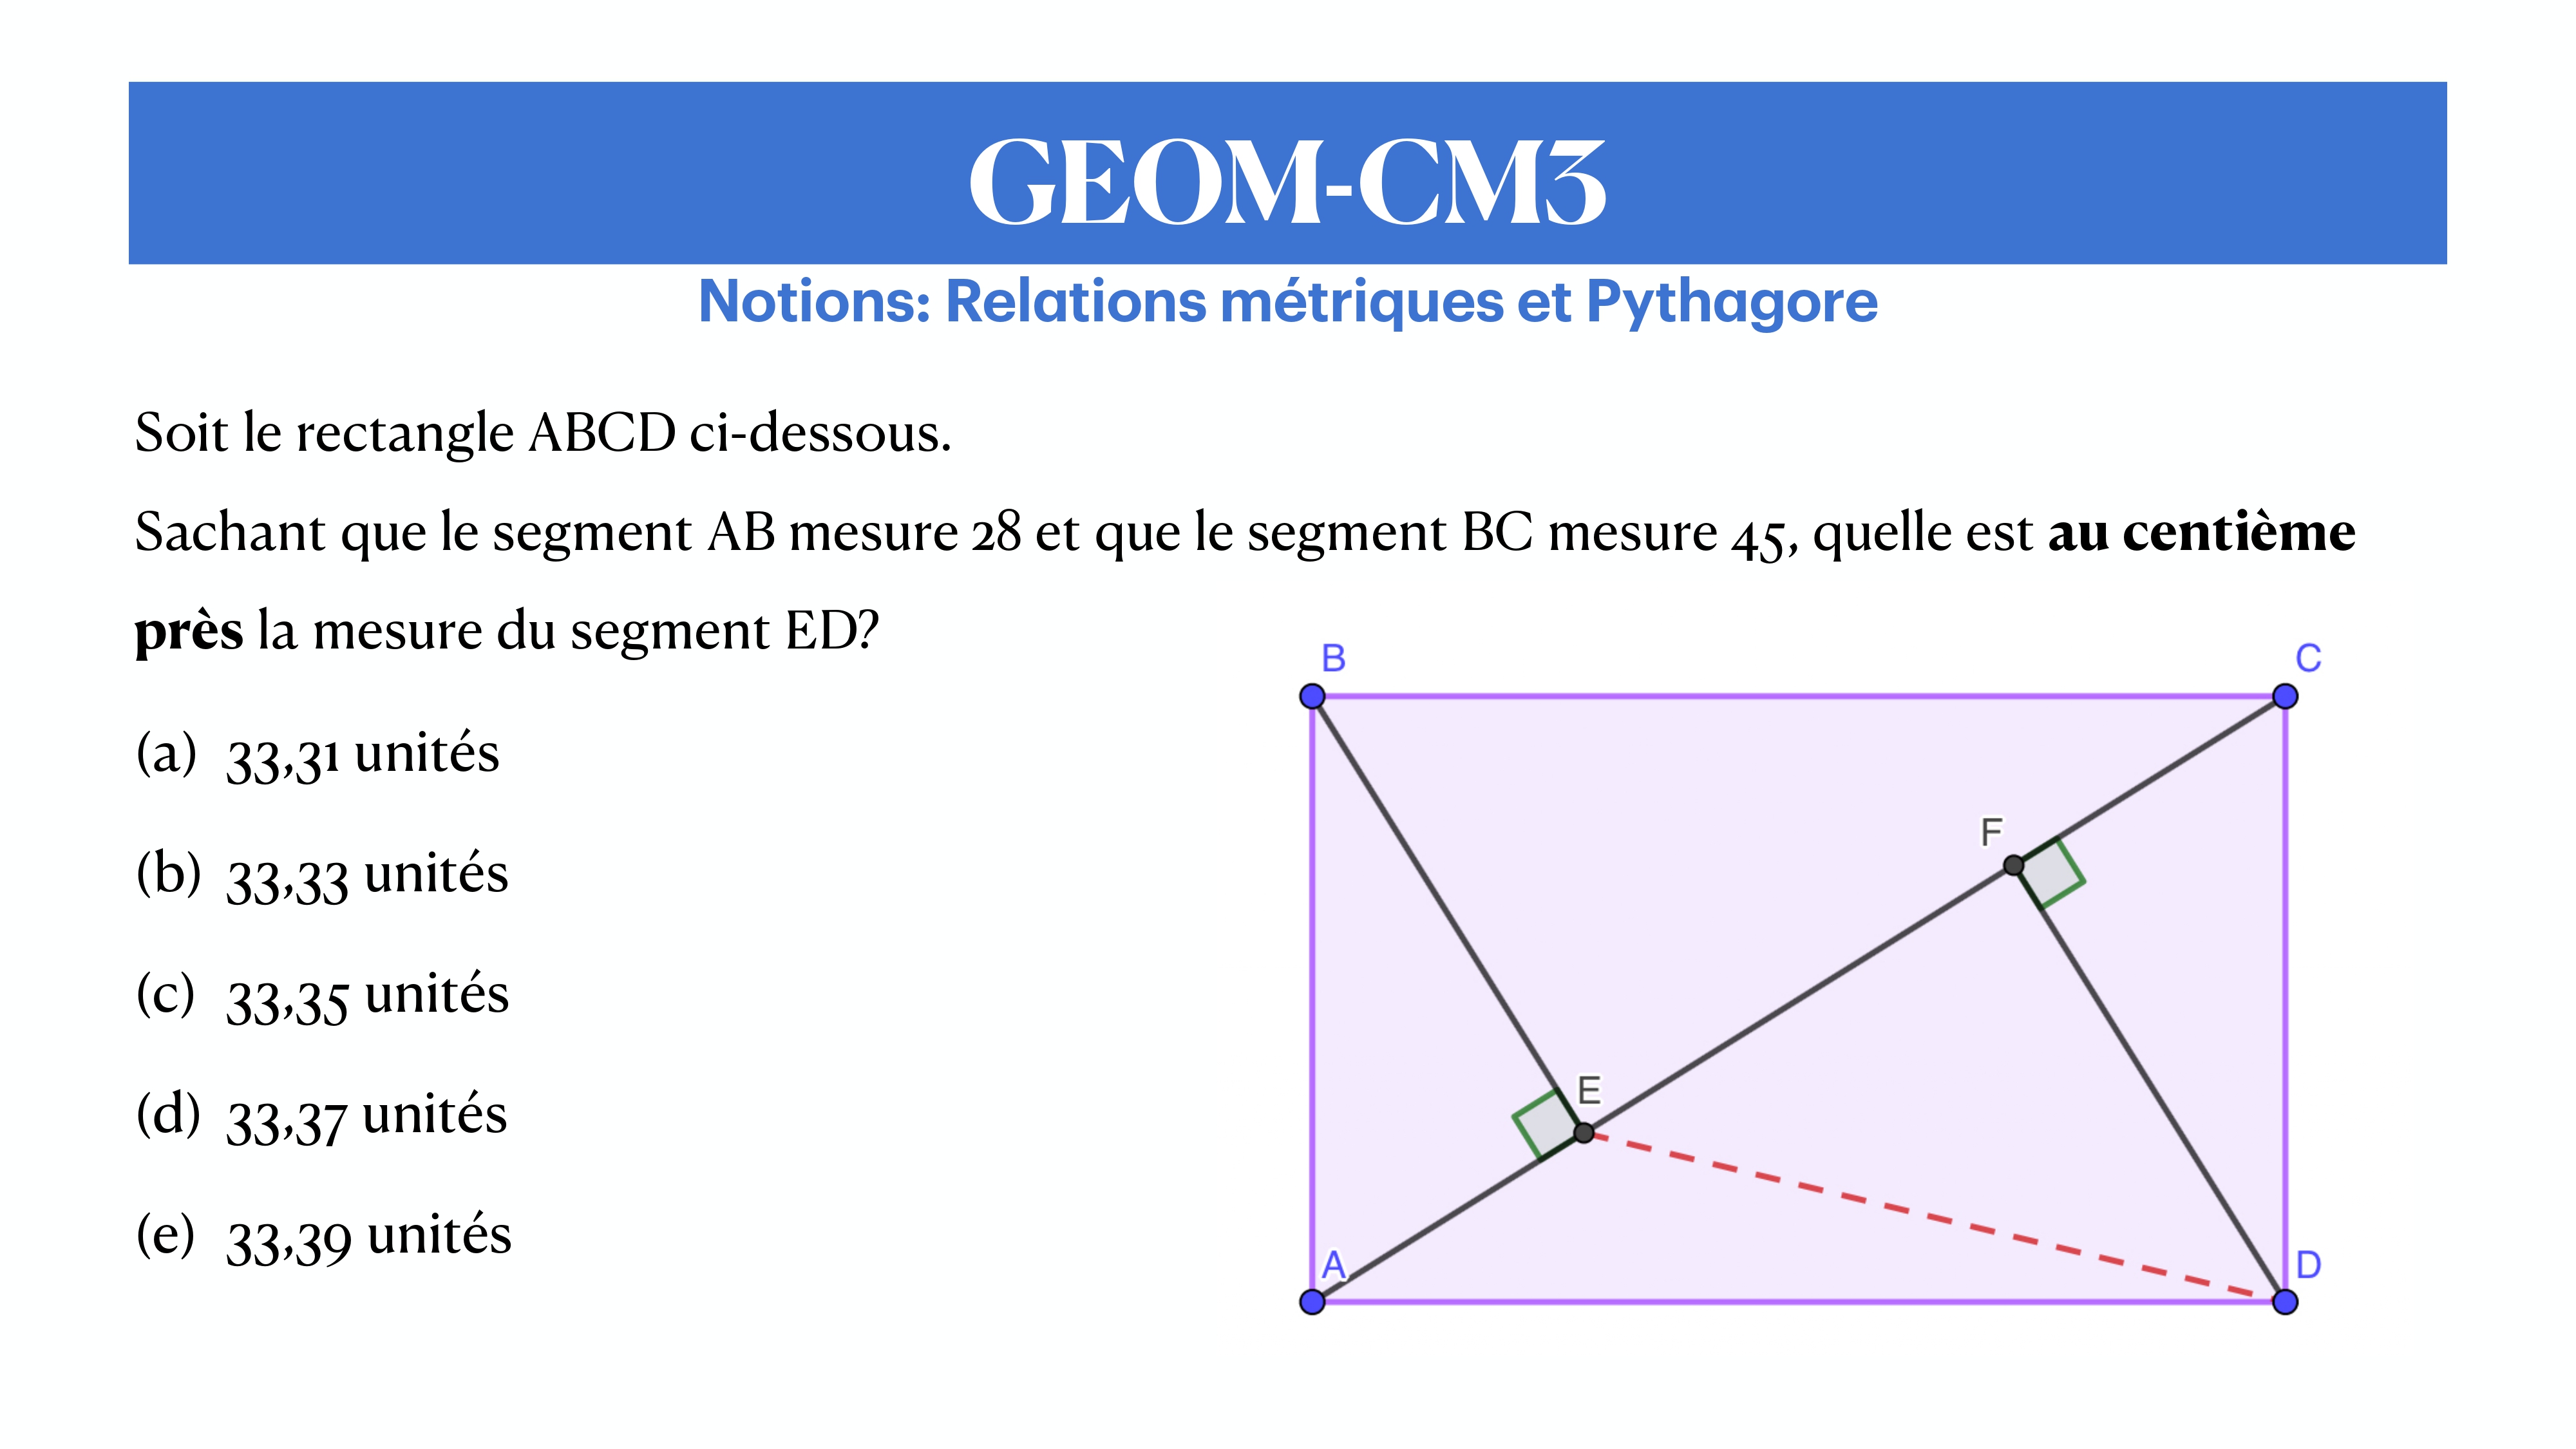 GEOM-CM3
Notions: Relations métriques et Pythagore
Soit le rectangle ABCD ci-dessous.
Sachant que le segment AB mesure 28 et que le segment BC mesure 45, quelle est au centième
près la mesure du segment ED?
(a) 33,31 unités
(b) 33,33 unités
(c) 33,35 unités
(d) 33,37 unités
(e) 33,39 unités
B
C
F
E
A
D